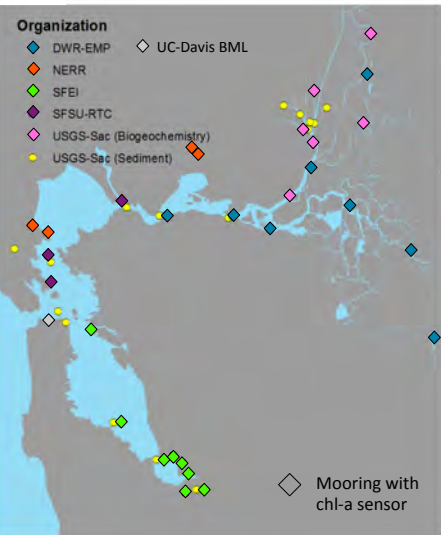 Organization
DWR-EMP
UC-Davis BML
NERR
SFEI
SFSU-RTC
USGS-Sac (Biogeochemistry)
USGS-Sac (Sediment)
Mooring with
chl-a sensor